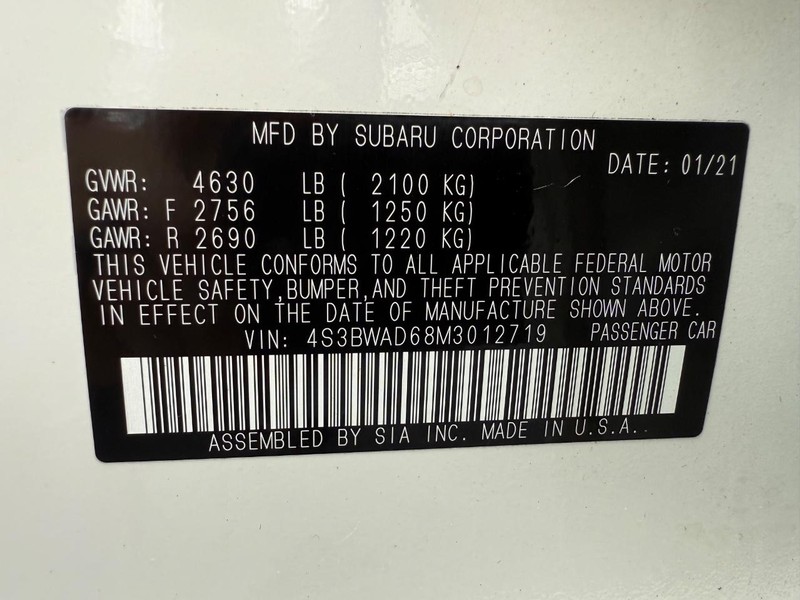 MFD BY SUBARU CORPORATION
DATE: 01/21
GVWR: 4630 LB ( 2100 KG)
GAWR: F 2756 LB ( 1250 KG)
GAWR: R 2690 LB ( 1220 KG)
THIS VEHICLE CONFORMS TO ALL APPLICABLE FEDERAL MOTOR
VEHICLE SAFETY,BUMPER,AND THEFT PREVENTION STANDARDS
IN EFFECT ON THE DATE OF MANUFACTURE SHOWN ABOVE.
VIN: 4S3BWAD68M3012719 PASSENGER CAR
ASSEMBLED BY SIA INC. MADE IN U.S.A..